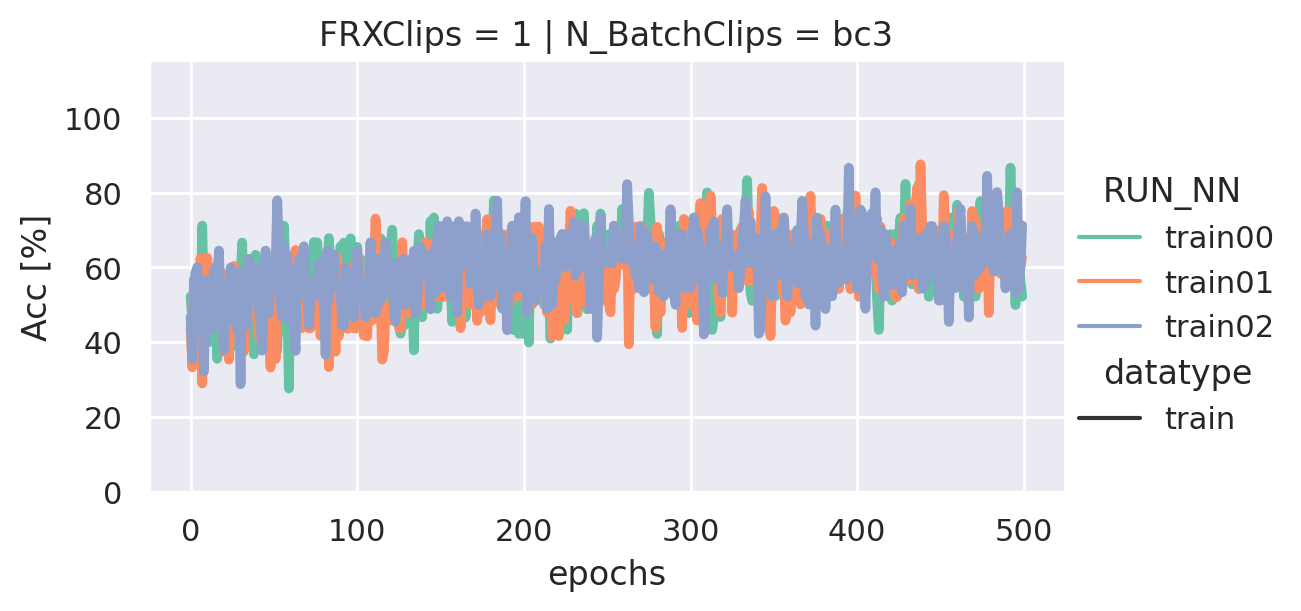 FRXClips = 1 | N_BatchClips = bc3
100
80
60
40
20
0
Acc [%]
0 100 200 300 400 500
epochs
RUN_NN
train00
train01
train02
datatype
train